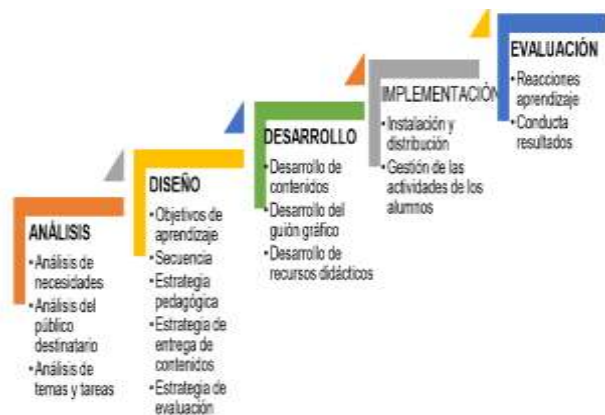 ANÁLISIS
•Análisis de
necesidades
•Análisis del
público
destinatario
•Análisis de
temas y tareas
DISEÑO
•Objetivos de
aprendizaje
•Secuencia
•Estrategia
pedagógica
•Estrategia de
entrega de
contenidos
•Estrategia de
evaluación
DESARROLLO
•Desarrollo de
contenidos
•Desarrollo del
guión gráfico
•Desarrollo de
recursos didácticos
IMPLEMENTACIÓN
•Instalación y
distribución
•Gestión de las
actividades de los
alumnos
EVALUACIÓN
•Reacciones
aprendizaje
•Conducta
resultados